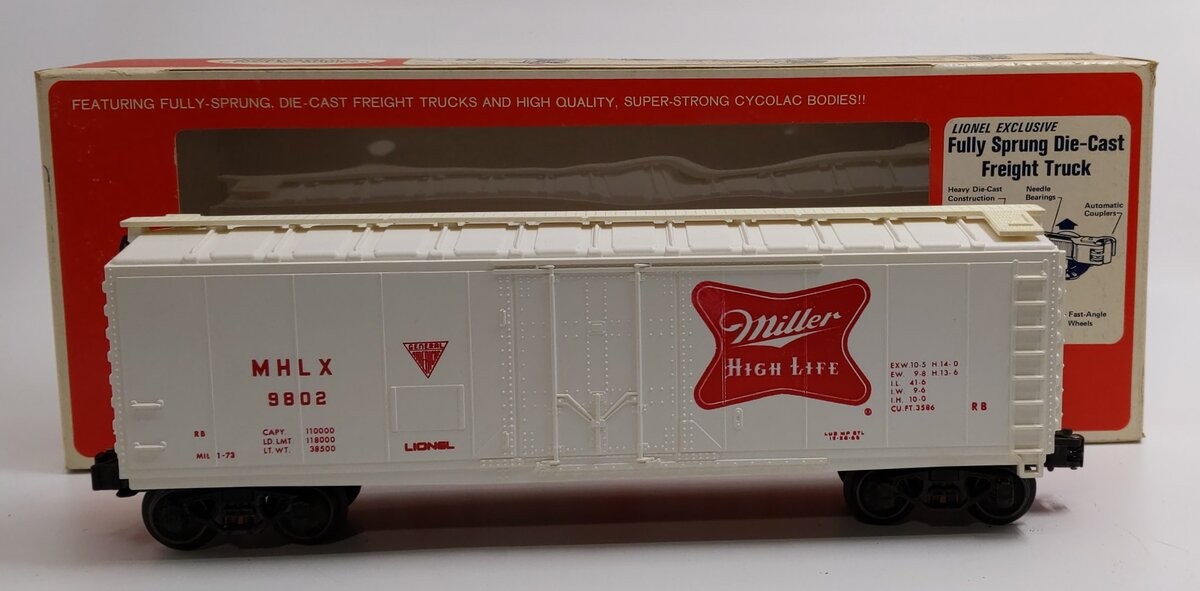 FEATURING FULLY-SPRUNG, DIE-CAST FREIGHT TRUCKS AND HIGH QUALITY, SUPER-STRONG CYCOLAC BODIES!!
LIONEL EXCLUSIVE
Fully Sprung Die-Cast
Freight Truck
Heavy Die-Cast
Construction
Needle
Bearings
Automatic
Couplers
Fast-Angle
Wheels
MHLX
9802
RB
CAPY. 110000
LD. LMT 118000
LT. WT. 38500
MIL 1-73
GENERAL
LIONEL
Miller
HIGH LIFE
®
EXW.10-5 H 14-0
EW. 9-8 H.13-6
I.L. 41-6
I.W. 9-6
I.H. 10-0
CU.FT.3586
RB
LUB MP STL